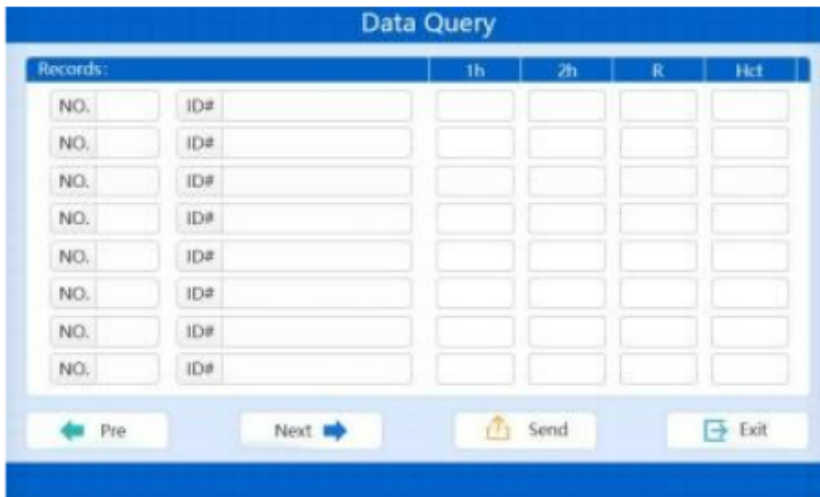 Data Query
Records: 1h 2h R Hct
NO. ID#
NO. ID#
NO. ID#
NO. ID#
NO. ID#
NO. ID#
NO. ID#
NO. ID#
Pre Next Send Exit